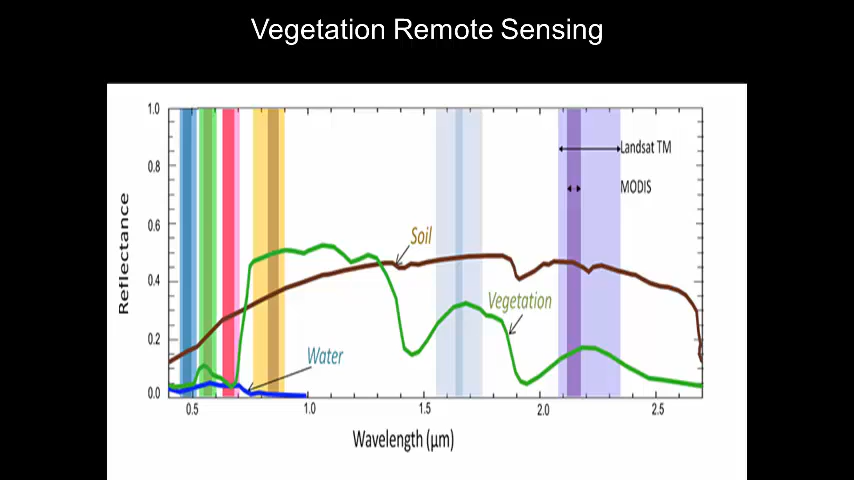 Vegetation Remote Sensing
1.0
0.8
0.6
0.4
0.2
0.0
Reflectance
Landsat TM
MODIS
Soil
Vegetation
Water
0.5 1.0 1.5 2.0 2.5
Wavelength (μm)